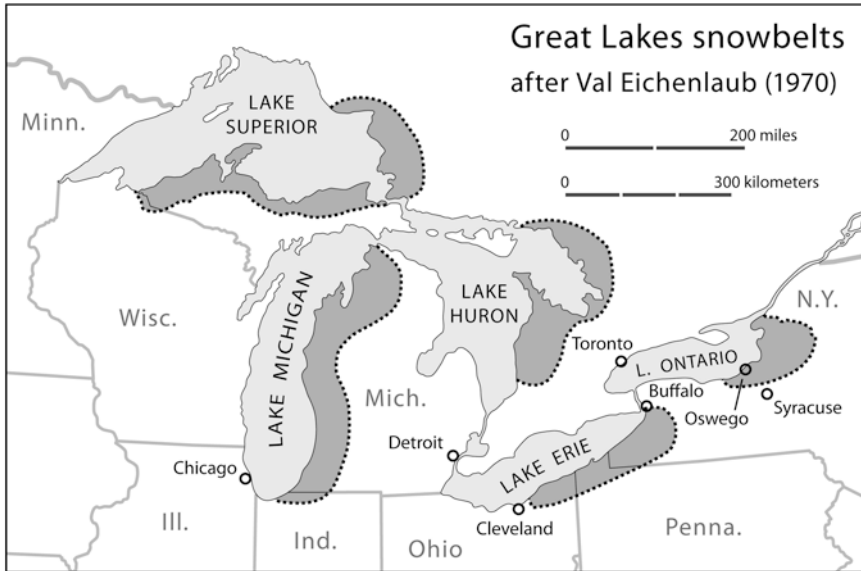 Great Lakes snowbelts
after Val Eichenlaub (1970)
0 200 miles
0 300 kilometers
Minn.
LAKE
SUPERIOR
Wisc.
LAKE MICHIGAN
LAKE
HURON
Mich.
N.Y.
Toronto
L. ONTARIO
Buffalo
Oswego
Syracuse
Detroit
LAKE ERIE
Chicago
Cleveland
Ill.
Ind.
Ohio
Penna.